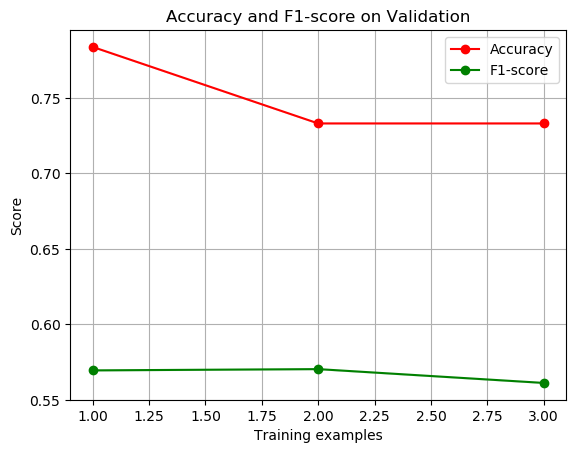 Accuracy and F1-score on Validation
Accuracy
F1-score
Score
0.75
0.70
0.65
0.60
0.55
1.00 1.25 1.50 1.75 2.00 2.25 2.50 2.75 3.00
Training examples